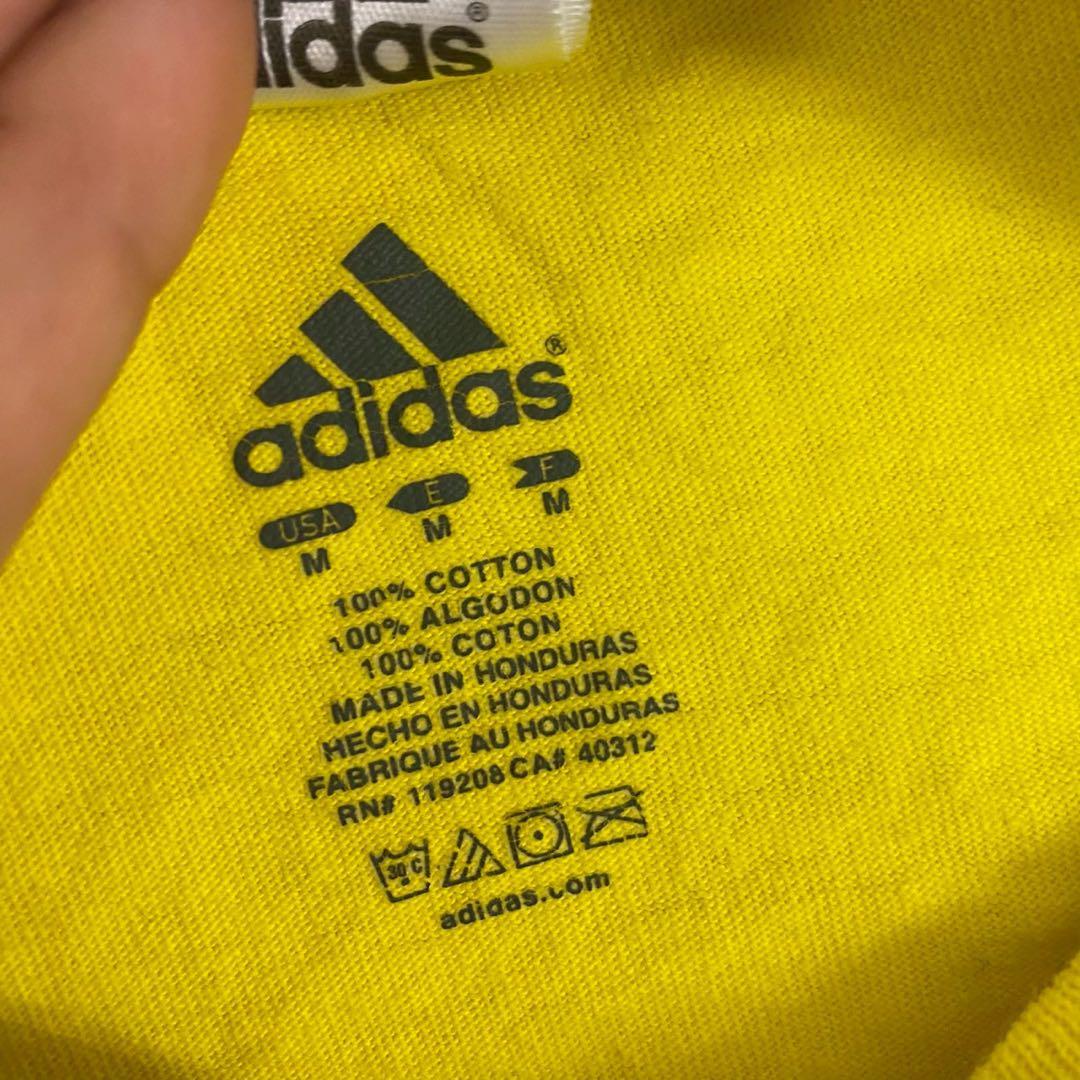 idas®
adidas®
USA E F
M M M
100% COTTON
100% ALGODON
100% COTON
MADE IN HONDURAS
HECHO EN HONDURAS
FABRIQUE AU HONDURAS
RN# 119208 CA# 40312
30 C
adidas.com